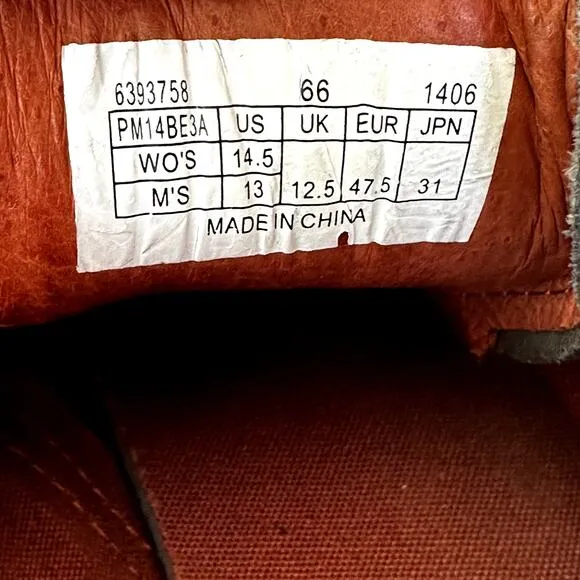 6393758 66 1406
PM14BE3A US UK EUR JPN
WO'S 14.5
M'S 13 12.5 47.5 31
MADE IN CHINA